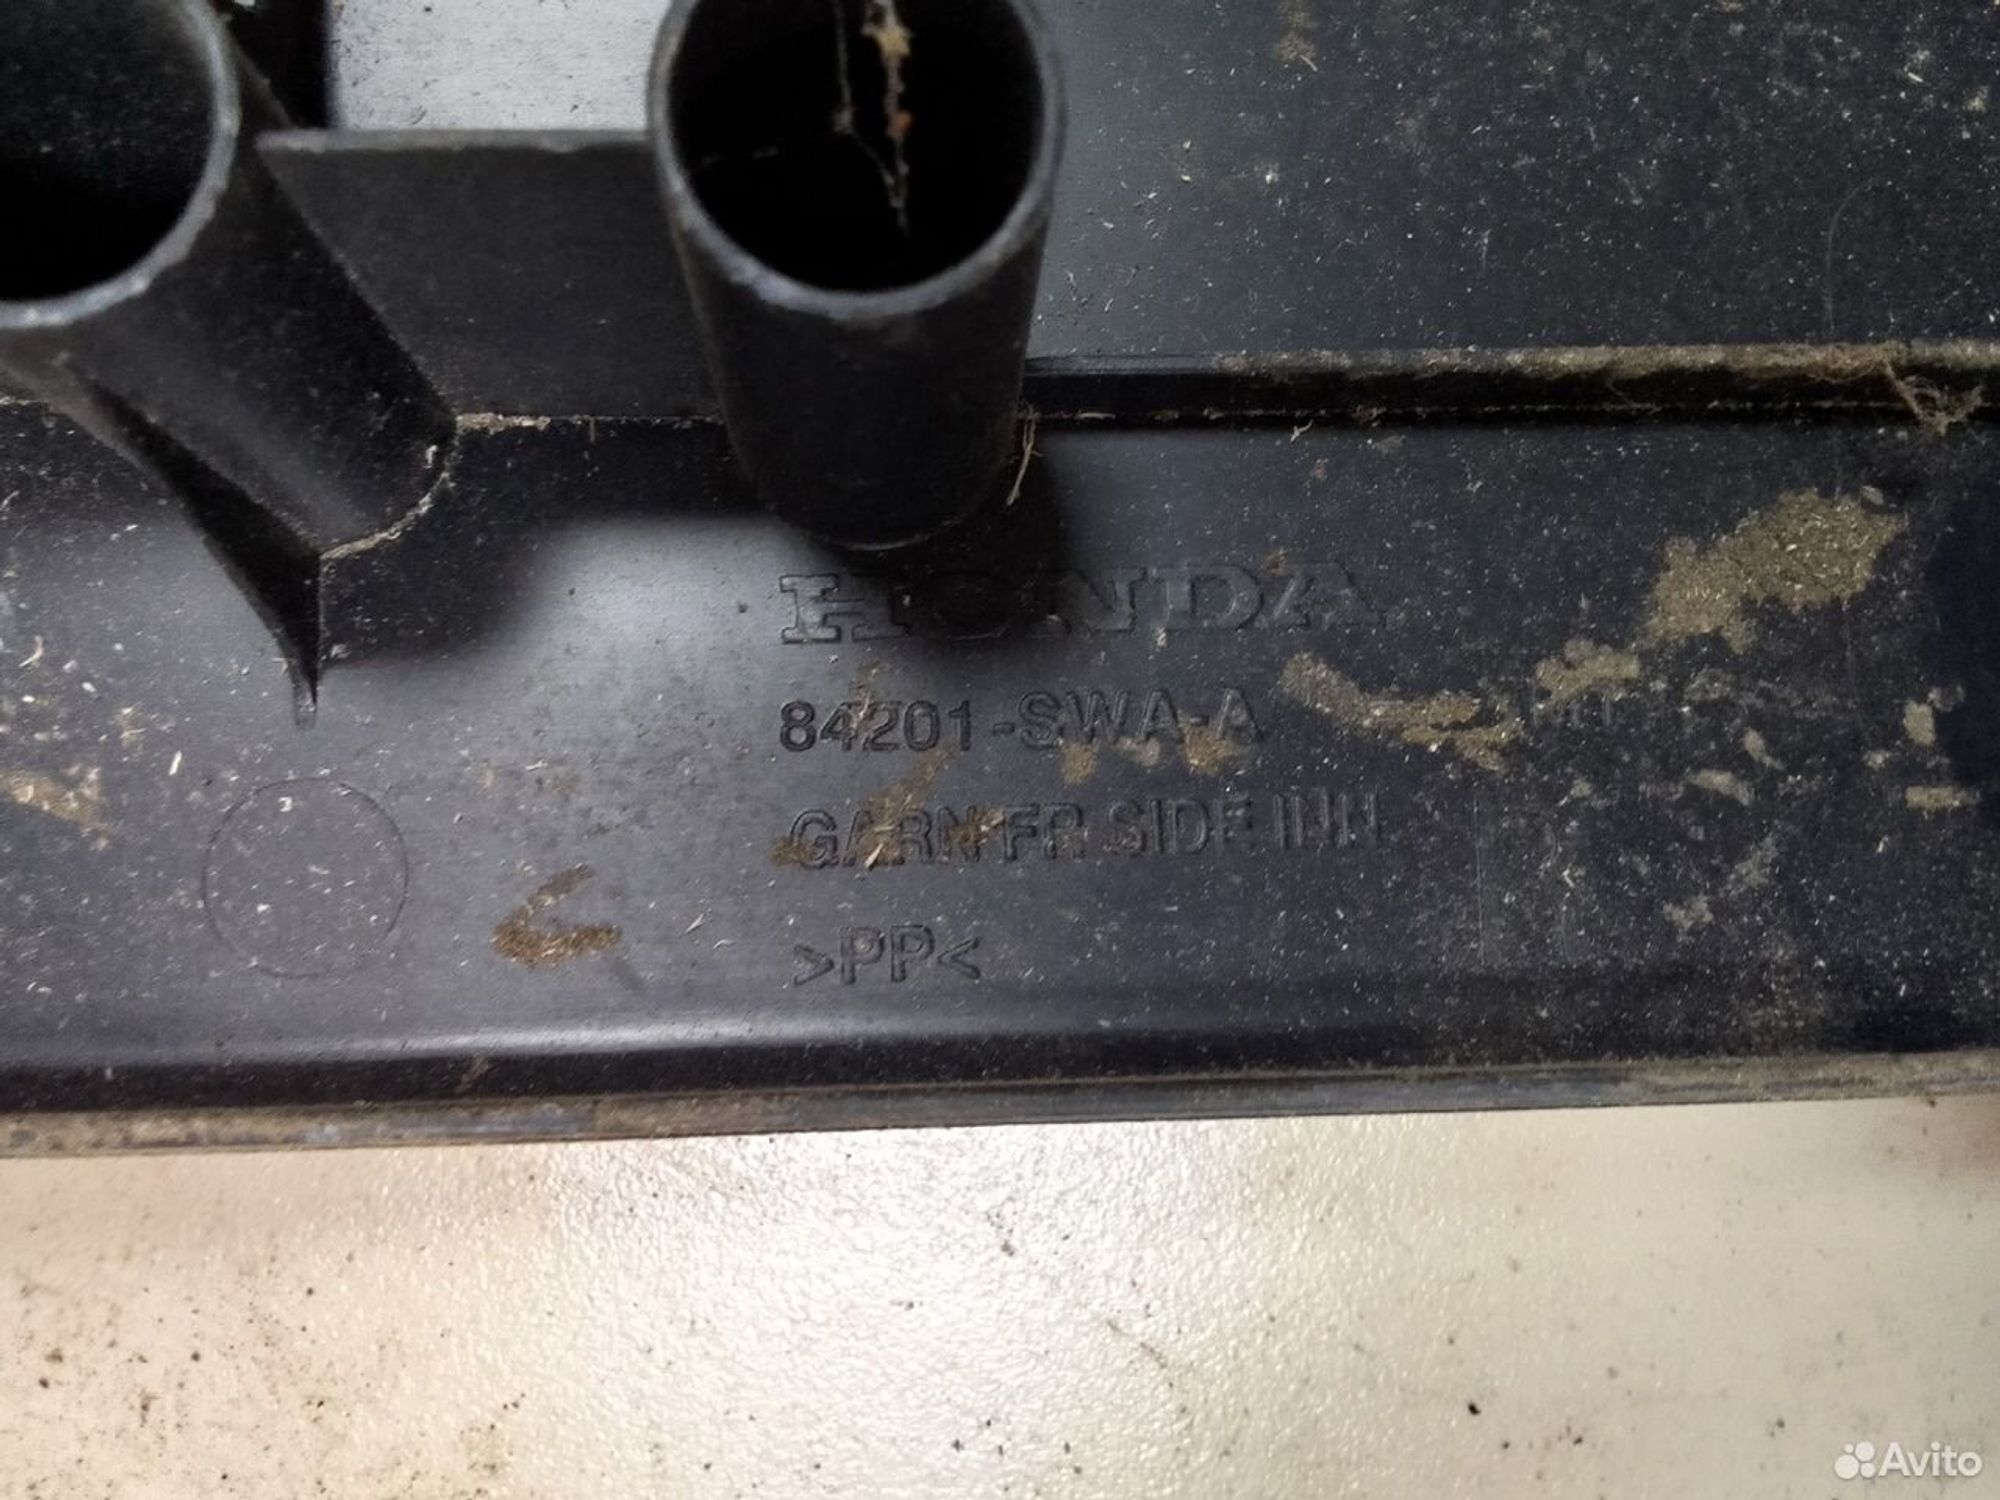 HONDA
84201-SWA-A
GARN FR SIDE INN
>PP<
Avito